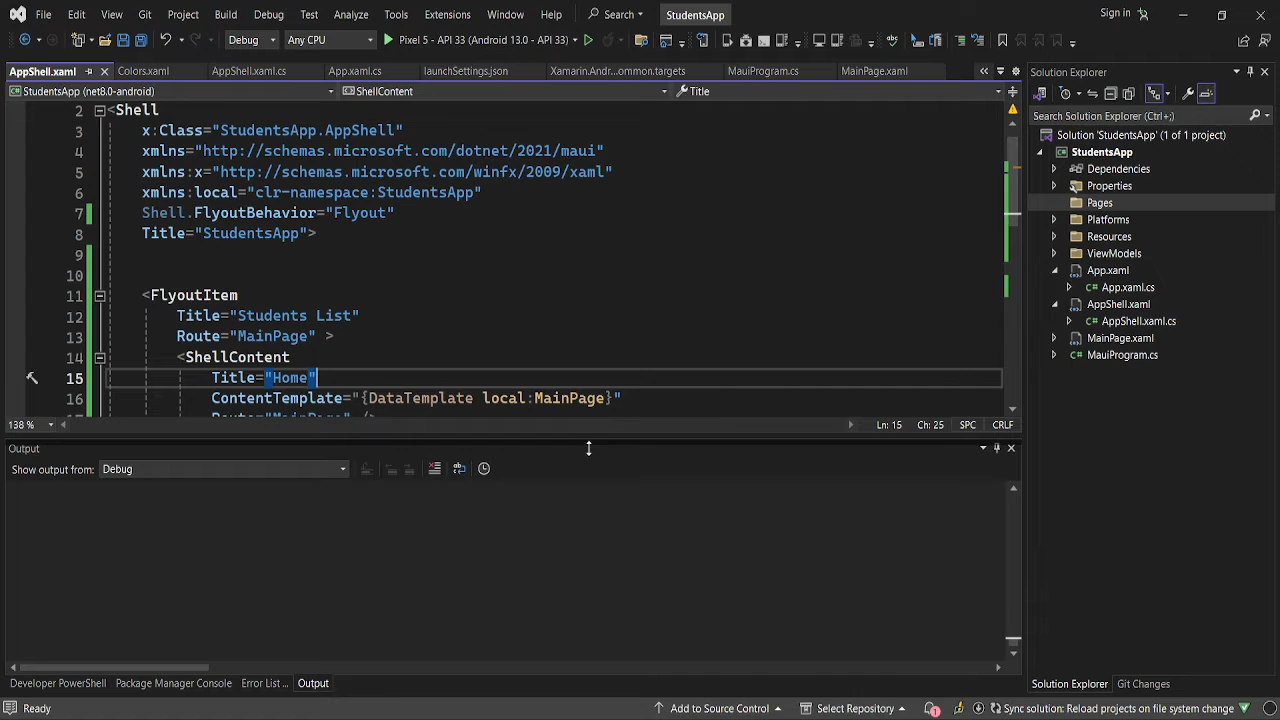 File Edit View Git Project Build Debug Test Analyze Tools Extensions Window Help Search StudentsApp Sign in
Debug Any CPU Pixel 5 - API 33 (Android 13.0 - API 33)
AppShell.xaml Colors.xaml AppShell.xaml.cs App.xaml.cs launchSettings.json Xamarin.Andr...ommon.targets MauiProgram.cs MainPage.xaml
StudentsApp (net8.0-android) ShellContent Title
2 <Shell
3 x:Class="StudentsApp.AppShell"
4 xmlns="http://schemas.microsoft.com/dotnet/2021/maui"
5 xmlns:x="http://schemas.microsoft.com/winfx/2009/xaml"
6 xmlns:local="clr-namespace:StudentsApp"
7 Shell.FlyoutBehavior="Flyout"
8 Title="StudentsApp">
9
10
11 <FlyoutItem
12 Title="Students List"
13 Route="MainPage" >
14 <ShellContent
15 Title="Home"
16 ContentTemplate="{DataTemplate local:MainPage}"
17 Route="MainPage" />
138 % Ln: 15 Ch: 25 SPC CRLF
Output
Show output from: Debug
Developer PowerShell Package Manager Console Error List ... Output
Solution Explorer
Search Solution Explorer (Ctrl+;)
Solution 'StudentsApp' (1 of 1 project)
StudentsApp
Dependencies
Properties
Pages
Platforms
Resources
ViewModels
App.xaml
C# App.xaml.cs
AppShell.xaml
C# AppShell.xaml.cs
MainPage.xaml
C# MauiProgram.cs
Solution Explorer Git Changes
Ready Add to Source Control Select Repository 1 Sync solution: Reload projects on file system change